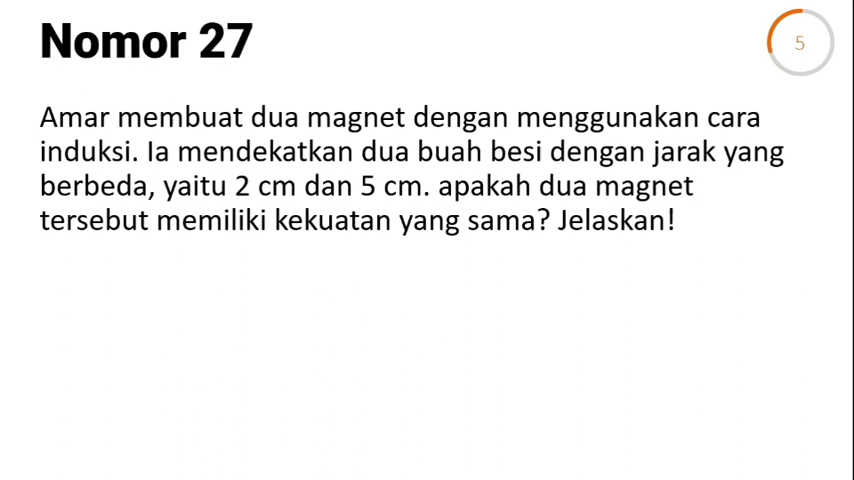 Nomor 27
5
Amar membuat dua magnet dengan menggunakan cara
induksi. Ia mendekatkan dua buah besi dengan jarak yang
berbeda, yaitu 2 cm dan 5 cm. apakah dua magnet
tersebut memiliki kekuatan yang sama? Jelaskan!